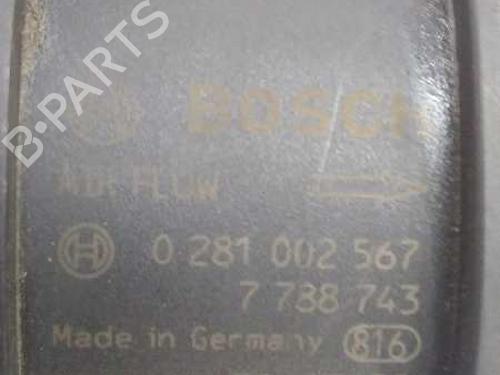 B-PARTS
BOSCH
AIR FLOW
0 281 002 567
7 788 743
Made in Germany 816